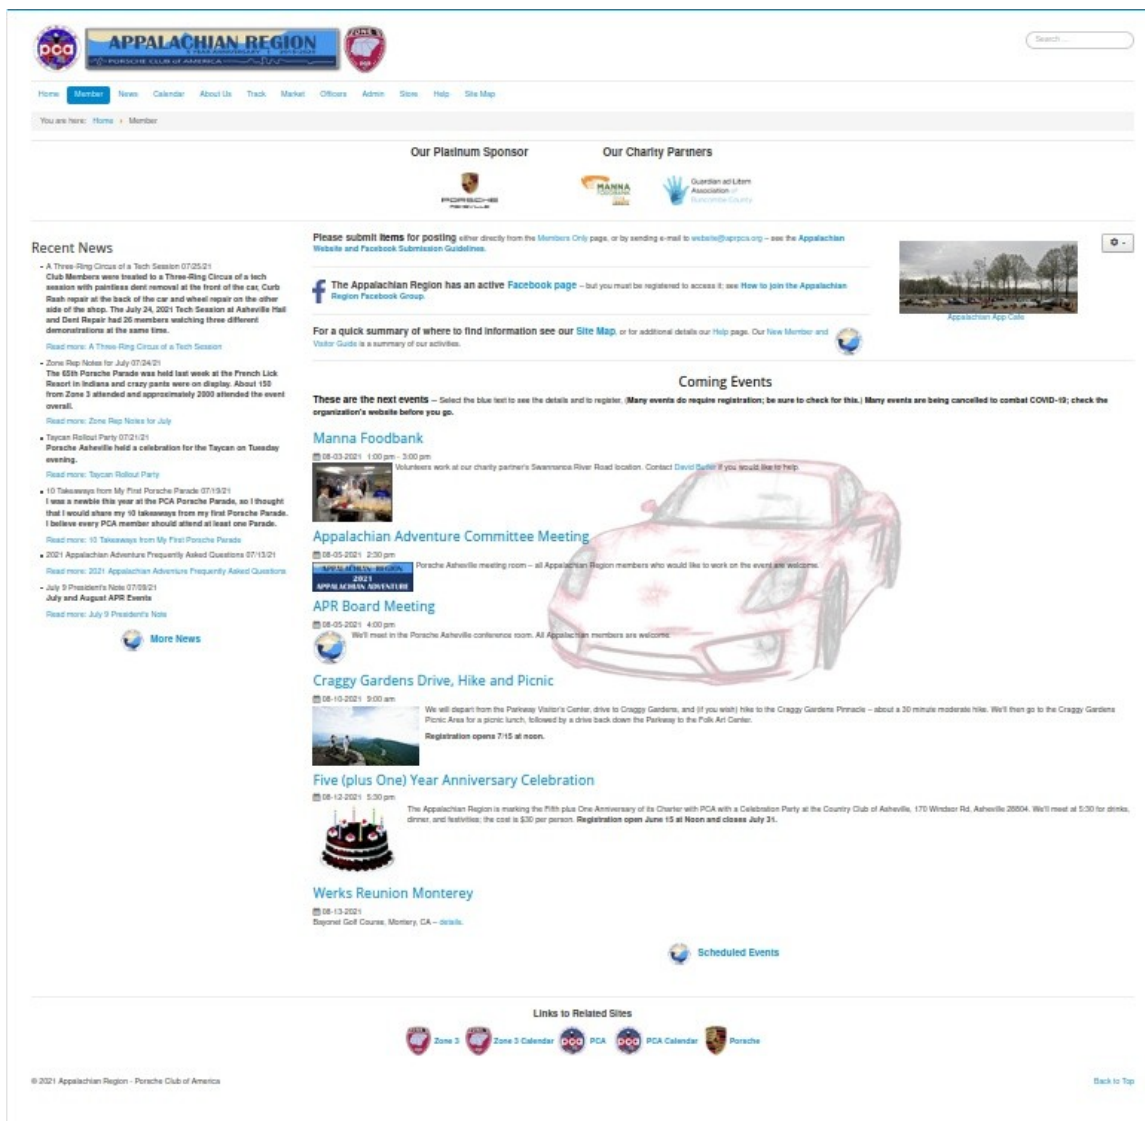 pca APPALACHIAN REGION ZONE 3
5 YEAR ANNIVERSARY | 2016-2021
PORSCHE CLUB of AMERICA
Search ...
Home Member News Calendar About Us Track Market Officers Admin Store Help Site Map
You are here: Home Member
Our Platinum Sponsor Our Charity Partners
PORSCHE
ASHEVILLE
MANNA
FOODBANK
Guardian ad Litem
Association of
Buncombe County
Recent News
A Three-Ring Circus of a Tech Session 07/25/21
Club Members were treated to a Three-Ring Circus of a tech
session with paintless dent removal at the front of the car, Curb
Rash repair at the back of the car and wheel repair on the other
side of the shop. The July 24, 2021 Tech Session at Asheville Hail
and Dent Repair had 26 members watching three different
demonstrations at the same time.
Read more: A Three-Ring Circus of a Tech Session
Zone Rep Notes for July 07/24/21
The 65th Porsche Parade was held last week at the French Lick
Resort in Indiana and crazy pants were on display. About 150
from Zone 3 attended and approximately 2000 attended the event
overall.
Read more: Zone Rep Notes for July
Taycan Rollout Party 07/21/21
Porsche Asheville held a celebration for the Taycan on Tuesday
evening.
Read more: Taycan Rollout Party
10 Takeaways from My First Porsche Parade 07/19/21
I was a newbie this year at the PCA Porsche Parade, so I thought
that I would share my 10 takeaways from my first Porsche Parade.
I believe every PCA member should attend at least one Parade.
Read more: 10 Takeaways from My First Porsche Parade
2021 Appalachian Adventure Frequently Asked Questions 07/13/21
Read more: 2021 Appalachian Adventure Frequently Asked Questions
July 9 President's Note 07/09/21
July and August APR Events
Read more: July 9 President's Note
More News
Please submit items for posting either directly from the Members Only page, or by sending e-mail to website@aprpca.org – see the Appalachian
Website and Facebook Submission Guidelines.
The Appalachian Region has an active Facebook page – but you must be registered to access it; see How to join the Appalachian
Region Facebook Group.
For a quick summary of where to find information see our Site Map, or for additional details our Help page. Our New Member and
Visitor Guide is a summary of our activities.
Appalachian App Cafe
Coming Events
These are the next events – Select the blue text to see the details and to register. (Many events do require registration; be sure to check for this.) Many events are being cancelled to combat COVID-19; check the
organization's website before you go.
Manna Foodbank
08-03-2021 1:00 pm - 3:00 pm
Volunteers work at our charity partner's Swannanoa River Road location. Contact David Butler if you would like to help.
Appalachian Adventure Committee Meeting
08-05-2021 2:30 pm
APPALACHIAN REGION
2021
APPALACHIAN ADVENTURE
Porsche Asheville meeting room – all Appalachian Region members who would like to work on the event are welcome.
APR Board Meeting
08-05-2021 4:00 pm
We'll meet in the Porsche Asheville conference room. All Appalachian members are welcome.
Craggy Gardens Drive, Hike and Picnic
08-10-2021 9:00 am
We will depart from the Parkway Visitor's Center, drive to Craggy Gardens, and (if you wish) hike to the Craggy Gardens Pinnacle – about a 30 minute moderate hike. We'll then go to the Craggy Gardens
Picnic Area for a picnic lunch, followed by a drive back down the Parkway to the Folk Art Center.
Registration opens 7/15 at noon.
Five (plus One) Year Anniversary Celebration
08-12-2021 5:30 pm
The Appalachian Region is marking the Fifth plus One Anniversary of its Charter with PCA with a Celebration Party at the Country Club of Asheville, 170 Windsor Rd, Asheville 28804. We'll meet at 5:30 for drinks,
dinner, and festivities; the cost is $30 per person. Registration open June 15 at Noon and closes July 31.
Werks Reunion Monterey
08-13-2021
Bayonet Golf Course, Montery, CA – details.
Scheduled Events
Links to Related Sites
Zone 3 Zone 3 Calendar pca PCA pca PCA Calendar Porsche
© 2021 Appalachian Region - Porsche Club of America
Back to Top